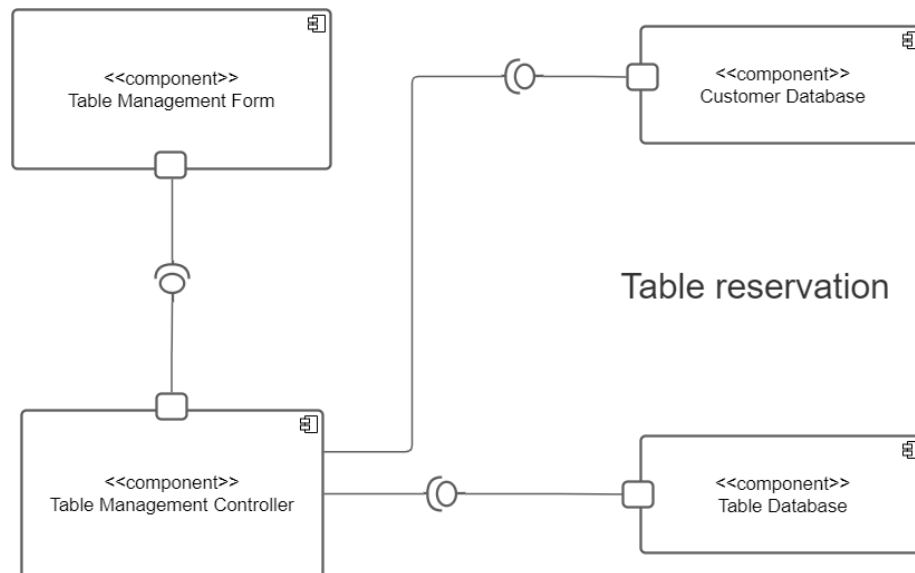 <<component>>
Table Management Form
<<component>>
Customer Database
Table reservation
<<component>>
Table Management Controller
<<component>>
Table Database